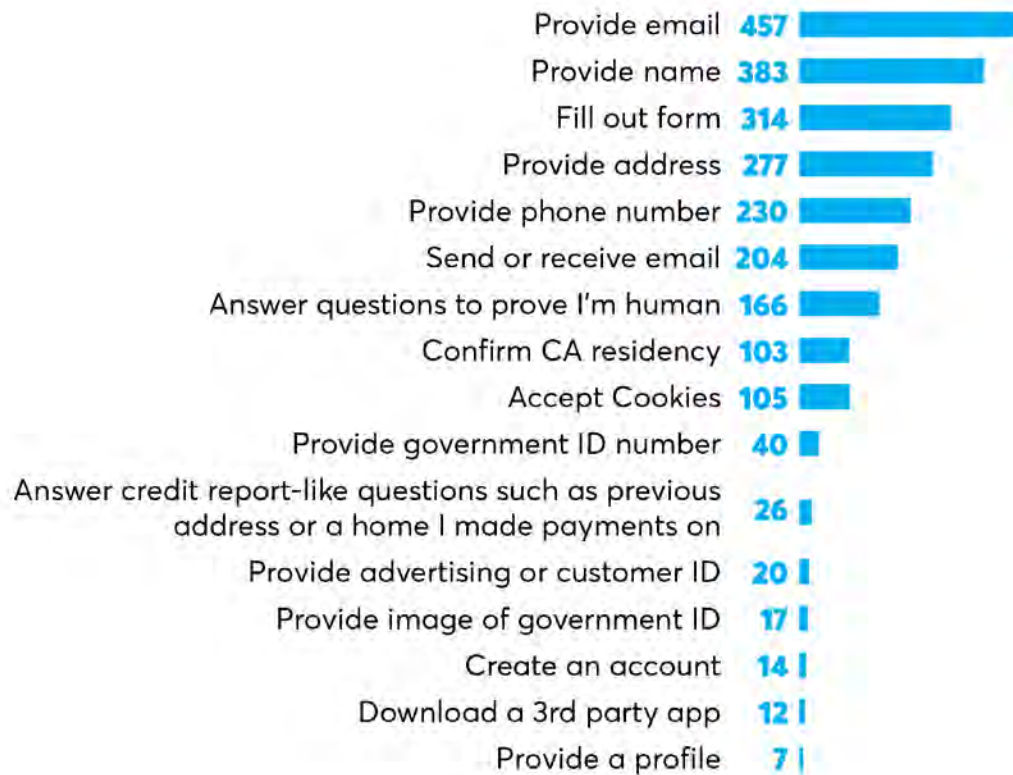 Provide email 457
Provide name 383
Fill out form 314
Provide address 277
Provide phone number 230
Send or receive email 204
Answer questions to prove I'm human 166
Confirm CA residency 103
Accept Cookies 105
Provide government ID number 40
Answer credit report-like questions such as previous
address or a home I made payments on 26
Provide advertising or customer ID 20
Provide image of government ID 17
Create an account 14
Download a 3rd party app 12
Provide a profile 7